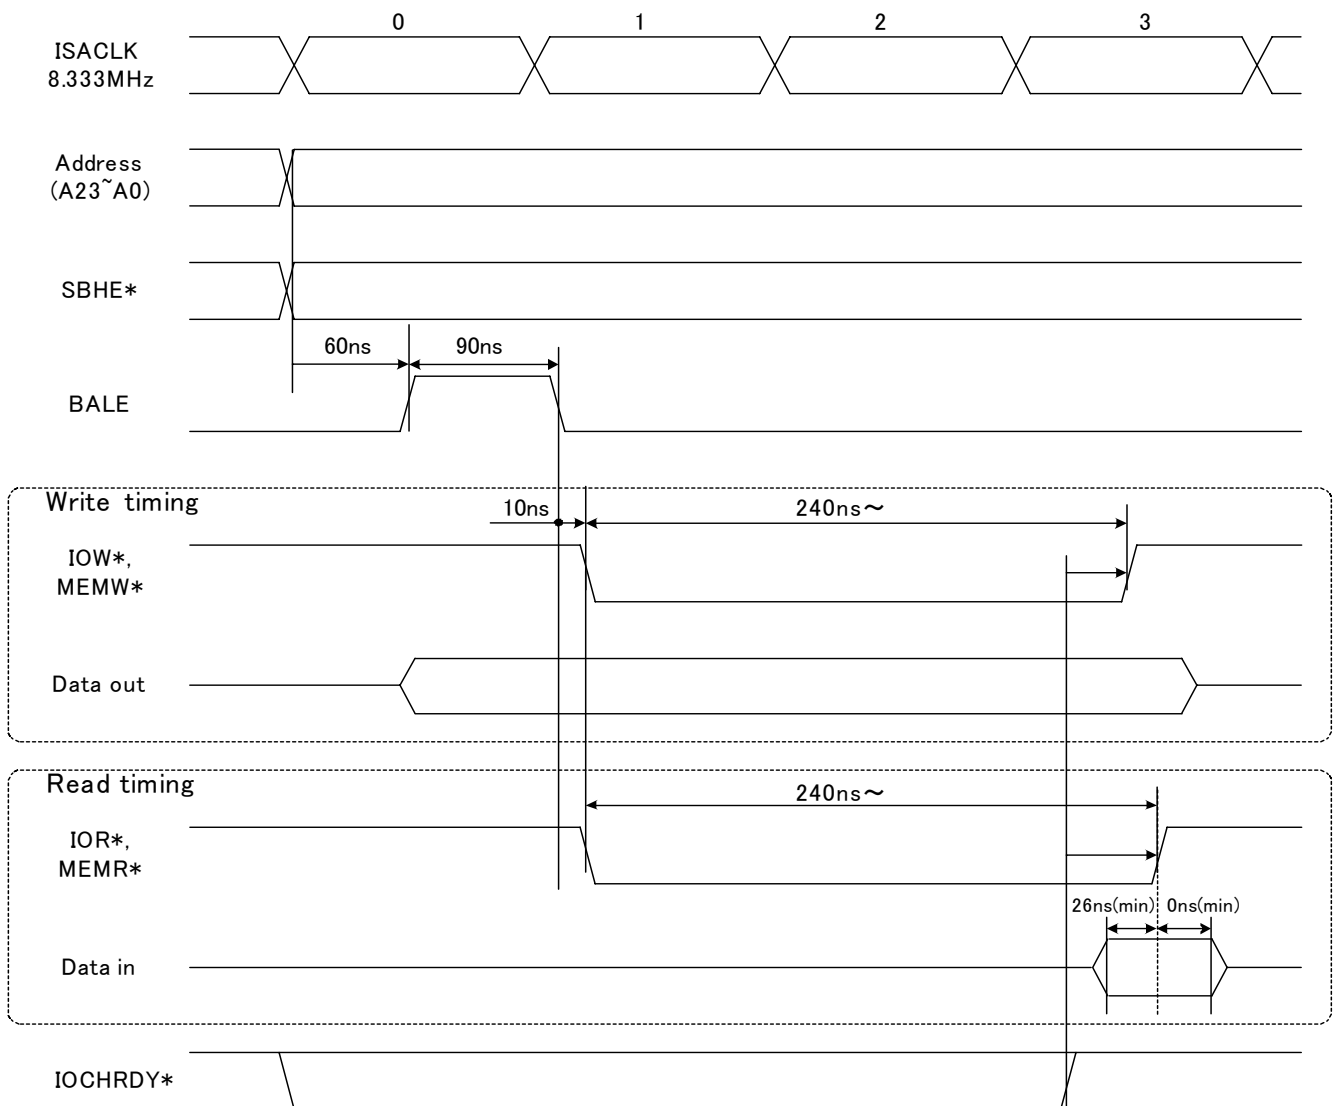 0 1 2 3
ISACLK
8.333MHz
Address
(A23~A0)
SBHE*
60ns 90ns
BALE
Write timing
10ns 240ns～
IOW*,
MEMW*
Data out
Read timing
240ns～
IOR*,
MEMR*
26ns(min) 0ns(min)
Data in
IOCHRDY*